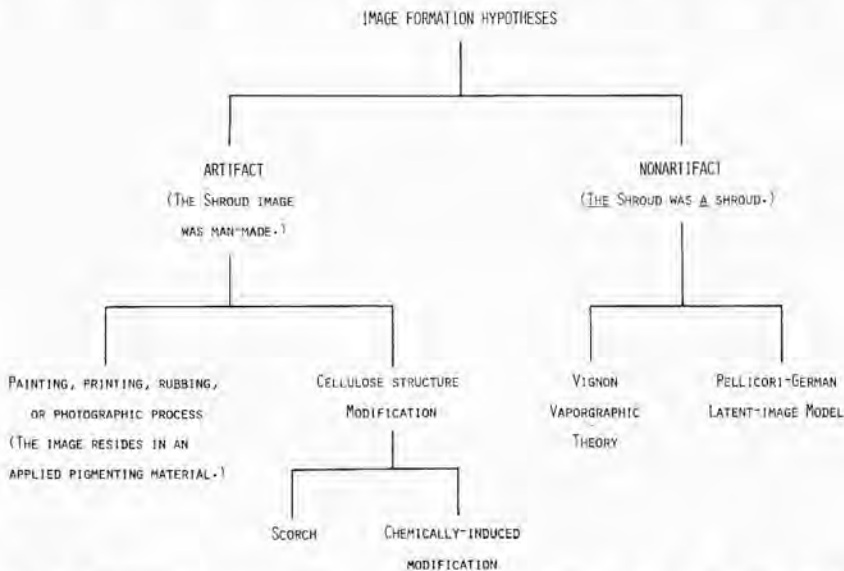 IMAGE FORMATION HYPOTHESES
ARTIFACT
(THE SHROUD IMAGE
WAS MAN-MADE.)
NONARTIFACT
(THE SHROUD WAS A SHROUD.)
PAINTING, PRINTING, RUBBING,
OR PHOTOGRAPHIC PROCESS
(THE IMAGE RESIDES IN AN
APPLIED PIGMENTING MATERIAL.)
CELLULOSE STRUCTURE
MODIFICATION
VIGNON
VAPORGRAPHIC
THEORY
PELLICORI-GERMAN
LATENT-IMAGE MODEL
SCORCH
CHEMICALLY-INDUCED
MODIFICATION